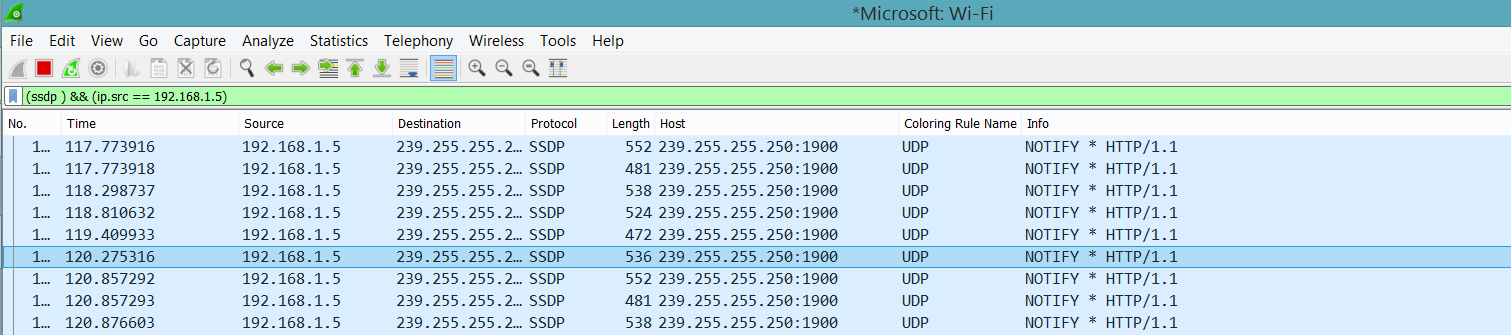 *Microsoft: Wi-Fi
File Edit View Go Capture Analyze Statistics Telephony Wireless Tools Help
(ssdp ) && (ip.src == 192.168.1.5)
No. Time Source Destination Protocol Length Host Coloring Rule Name Info
1... 117.773916 192.168.1.5 239.255.255.2... SSDP 552 239.255.255.250:1900 UDP NOTIFY * HTTP/1.1
1... 117.773918 192.168.1.5 239.255.255.2... SSDP 481 239.255.255.250:1900 UDP NOTIFY * HTTP/1.1
1... 118.298737 192.168.1.5 239.255.255.2... SSDP 538 239.255.255.250:1900 UDP NOTIFY * HTTP/1.1
1... 118.810632 192.168.1.5 239.255.255.2... SSDP 524 239.255.255.250:1900 UDP NOTIFY * HTTP/1.1
1... 119.409933 192.168.1.5 239.255.255.2... SSDP 472 239.255.255.250:1900 UDP NOTIFY * HTTP/1.1
1... 120.275316 192.168.1.5 239.255.255.2... SSDP 536 239.255.255.250:1900 UDP NOTIFY * HTTP/1.1
1... 120.857292 192.168.1.5 239.255.255.2... SSDP 552 239.255.255.250:1900 UDP NOTIFY * HTTP/1.1
1... 120.857293 192.168.1.5 239.255.255.2... SSDP 481 239.255.255.250:1900 UDP NOTIFY * HTTP/1.1
1... 120.876603 192.168.1.5 239.255.255.2... SSDP 538 239.255.255.250:1900 UDP NOTIFY * HTTP/1.1